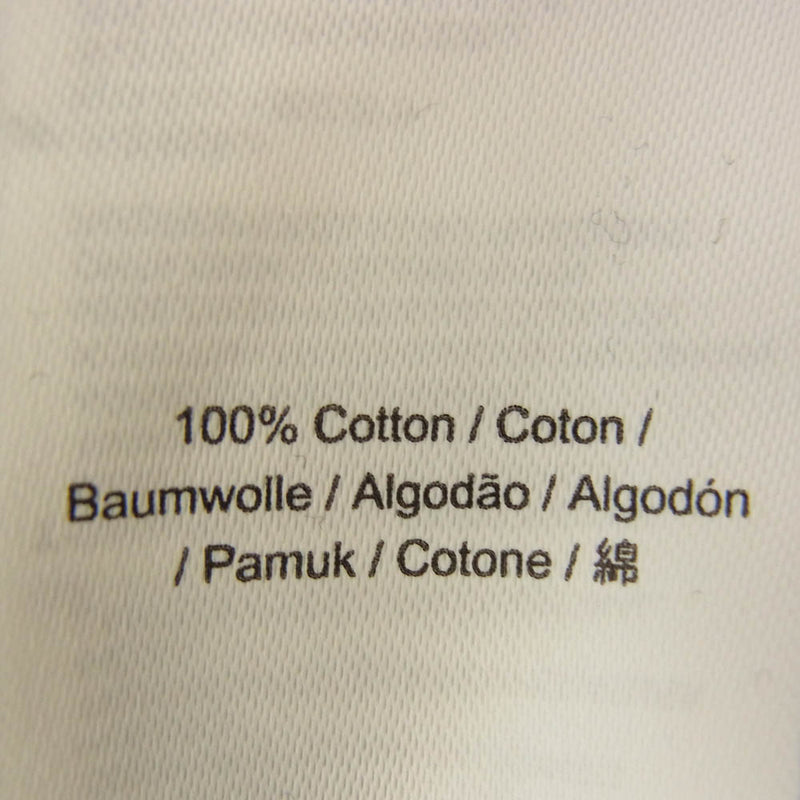 100% Cotton / Coton /
Baumwolle / Algodão / Algodón
/ Pamuk / Cotone / 綿